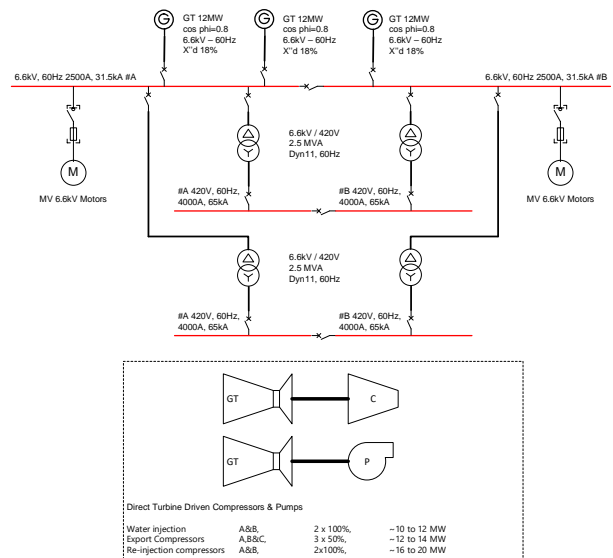 G
GT 12MW
cos phi=0.8
6.6kV – 60Hz
X''d 18%
G
GT 12MW
cos phi=0.8
6.6kV – 60Hz
X''d 18%
G
GT 12MW
cos phi=0.8
6.6kV – 60Hz
X''d 18%
6.6kV, 60Hz 2500A, 31.5kA #A
6.6kV, 60Hz 2500A, 31.5kA #B
6.6kV / 420V
2.5 MVA
Dyn11, 60Hz
M
M
MV 6.6kV Motors
MV 6.6kV Motors
#A 420V, 60Hz,
4000A, 65kA
#B 420V, 60Hz,
4000A, 65kA
6.6kV / 420V
2.5 MVA
Dyn11, 60Hz
#A 420V, 60Hz,
4000A, 65kA
#B 420V, 60Hz,
4000A, 65kA
GT
C
GT
P
Direct Turbine Driven Compressors & Pumps
Water injection A&B, 2 x 100%, ~10 to 12 MW
Export Compressors A,B&C, 3 x 50%, ~12 to 14 MW
Re-injection compressors A&B, 2x100%, ~16 to 20 MW